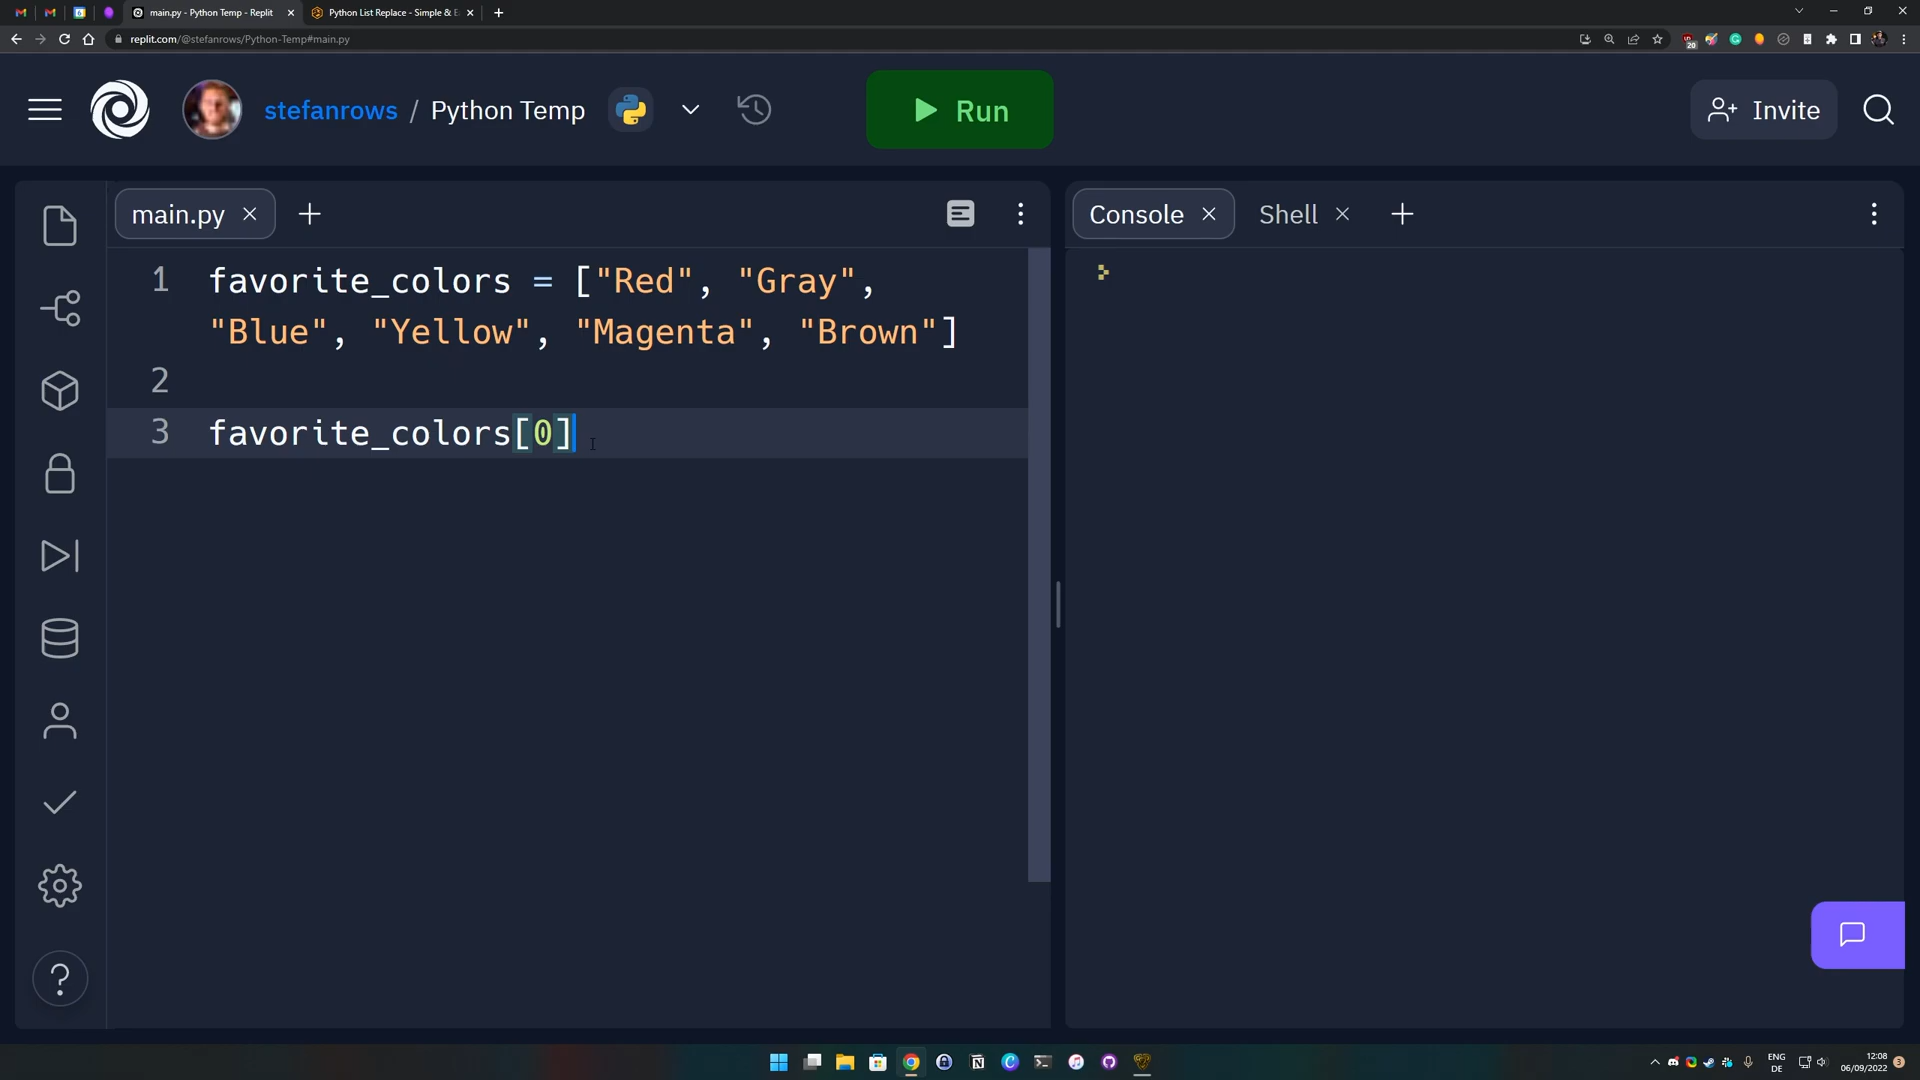 main.py - Python Temp - Replit
Python List Replace - Simple & E
replit.com/@stefanrows/Python-Temp#main.py
20
stefanrows / Python Temp
Run
Invite
main.py
Console
Shell
1 favorite_colors = ["Red", "Gray",
"Blue", "Yellow", "Magenta", "Brown"]
2
3 favorite_colors[0]
ENG
DE
12:08
06/09/2022
3